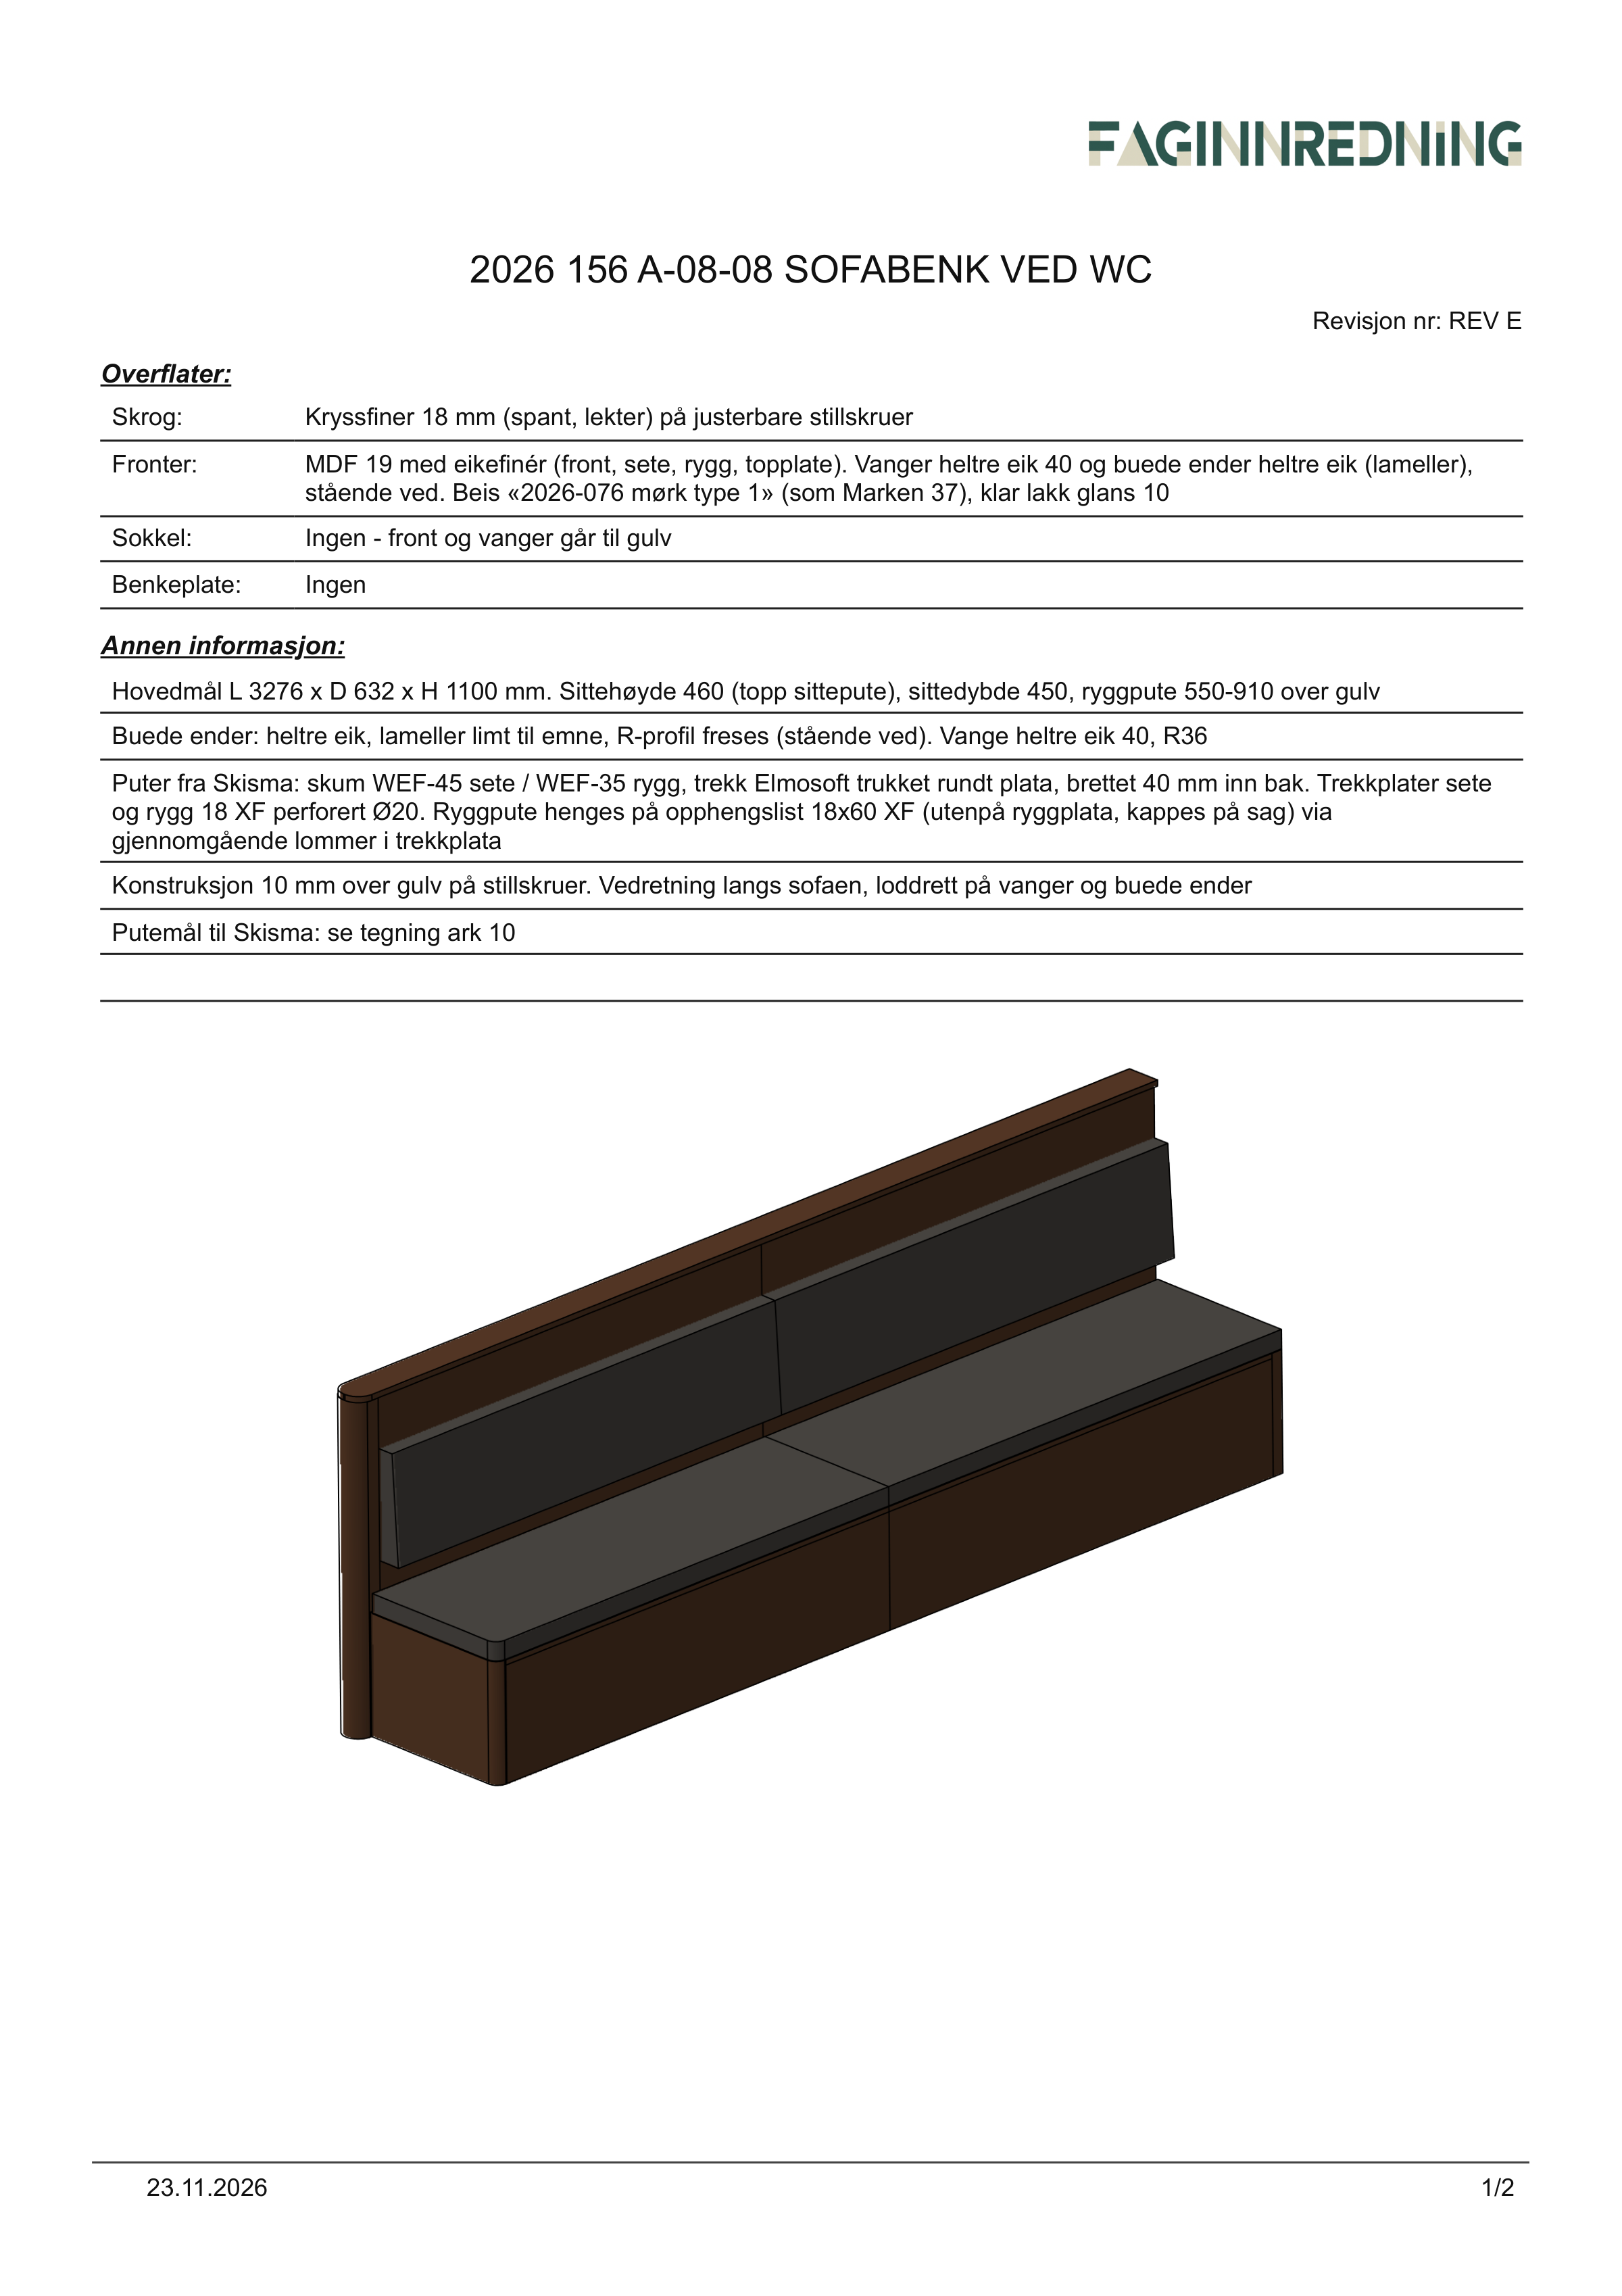 FAGINNREDNING
2026 156 A-08-08 SOFABENK VED WC
Revisjon nr: REV E
Overflater:
Skrog: Kryssfiner 18 mm (spant, lekter) på justerbare stillskruer
Fronter: MDF 19 med eikefinér (front, sete, rygg, topplate). Vanger heltre eik 40 og buede ender heltre eik (lameller),
stående ved. Beis «2026-076 mørk type 1» (som Marken 37), klar lakk glans 10
Sokkel: Ingen - front og vanger går til gulv
Benkeplate: Ingen
Annen informasjon:
Hovedmål L 3276 x D 632 x H 1100 mm. Sittehøyde 460 (topp sittepute), sittedybde 450, ryggpute 550-910 over gulv
Buede ender: heltre eik, lameller limt til emne, R-profil freses (stående ved). Vange heltre eik 40, R36
Puter fra Skisma: skum WEF-45 sete / WEF-35 rygg, trekk Elmosoft trukket rundt plata, brettet 40 mm inn bak. Trekkplater sete
og rygg 18 XF perforert Ø20. Ryggpute henges på opphengslist 18x60 XF (utenpå ryggplata, kappes på sag) via
gjennomgående lommer i trekkplata
Konstruksjon 10 mm over gulv på stillskruer. Vedretning langs sofaen, loddrett på vanger og buede ender
Putemål til Skisma: se tegning ark 10
23.11.2026
1/2